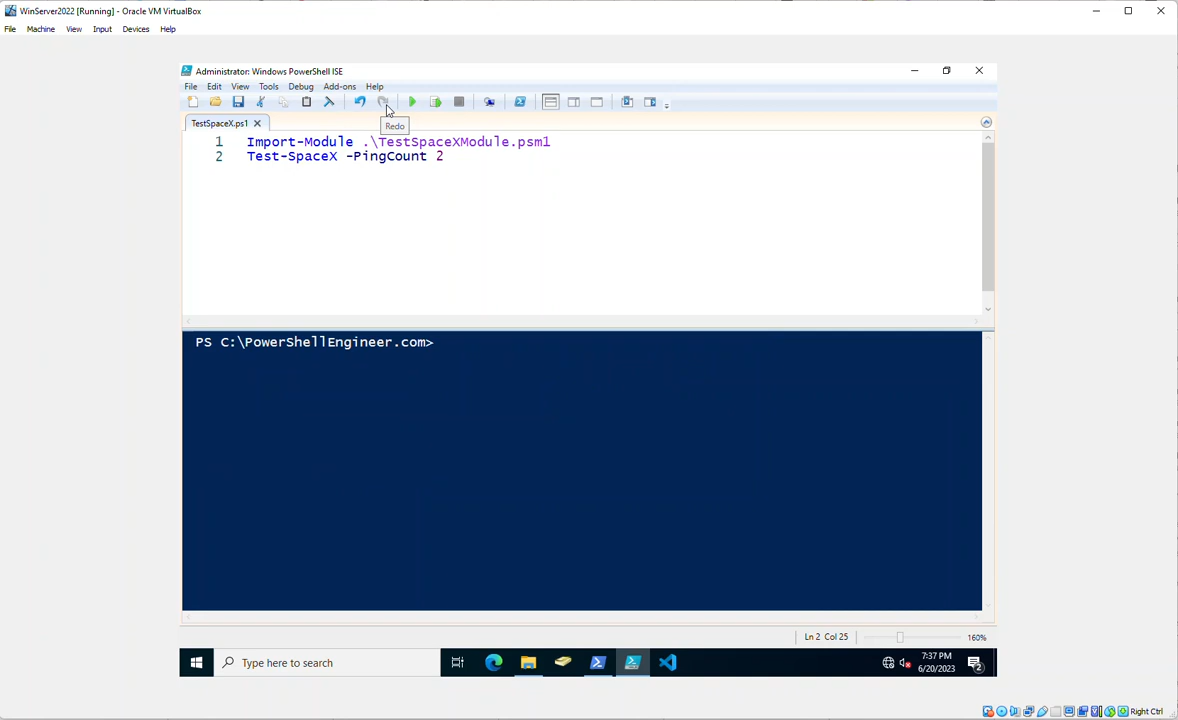 WinServer2022 [Running] - Oracle VM VirtualBox
File Machine View Input Devices Help
Administrator: Windows PowerShell ISE
File Edit View Tools Debug Add-ons Help
TestSpaceX.ps1
Redo
1 Import-Module .\TestSpaceXModule.psm1
2 Test-SpaceX -PingCount 2
PS C:\PowerShellEngineer.com>
Ln 2 Col 25 160%
Type here to search
7:37 PM
6/20/2023
2
Right Ctrl